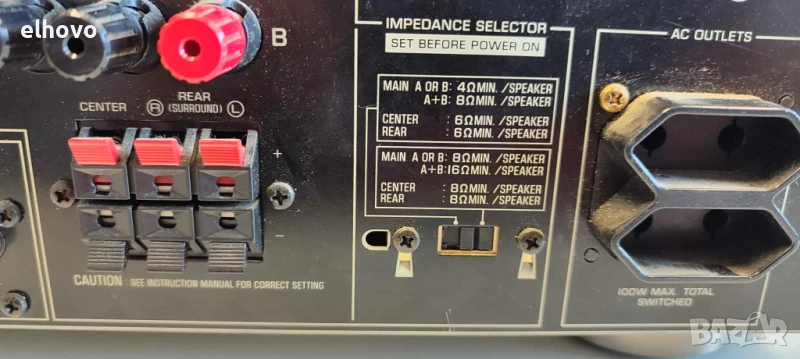 elhovo
B
CENTER
REAR
R (SURROUND) L
+
−
CAUTION : SEE INSTRUCTION MANUAL FOR CORRECT SETTING
IMPEDANCE SELECTOR
SET BEFORE POWER ON
MAIN A OR B: 4ΩMIN. /SPEAKER
A+B: 8ΩMIN. /SPEAKER
CENTER : 6ΩMIN. /SPEAKER
REAR : 6ΩMIN. /SPEAKER
MAIN A OR B: 8ΩMIN. /SPEAKER
A+B:16ΩMIN. /SPEAKER
CENTER : 8ΩMIN. /SPEAKER
REAR : 8ΩMIN. /SPEAKER
AC OUTLETS
100W MAX. TOTAL
SWITCHED
BAZAR
bg